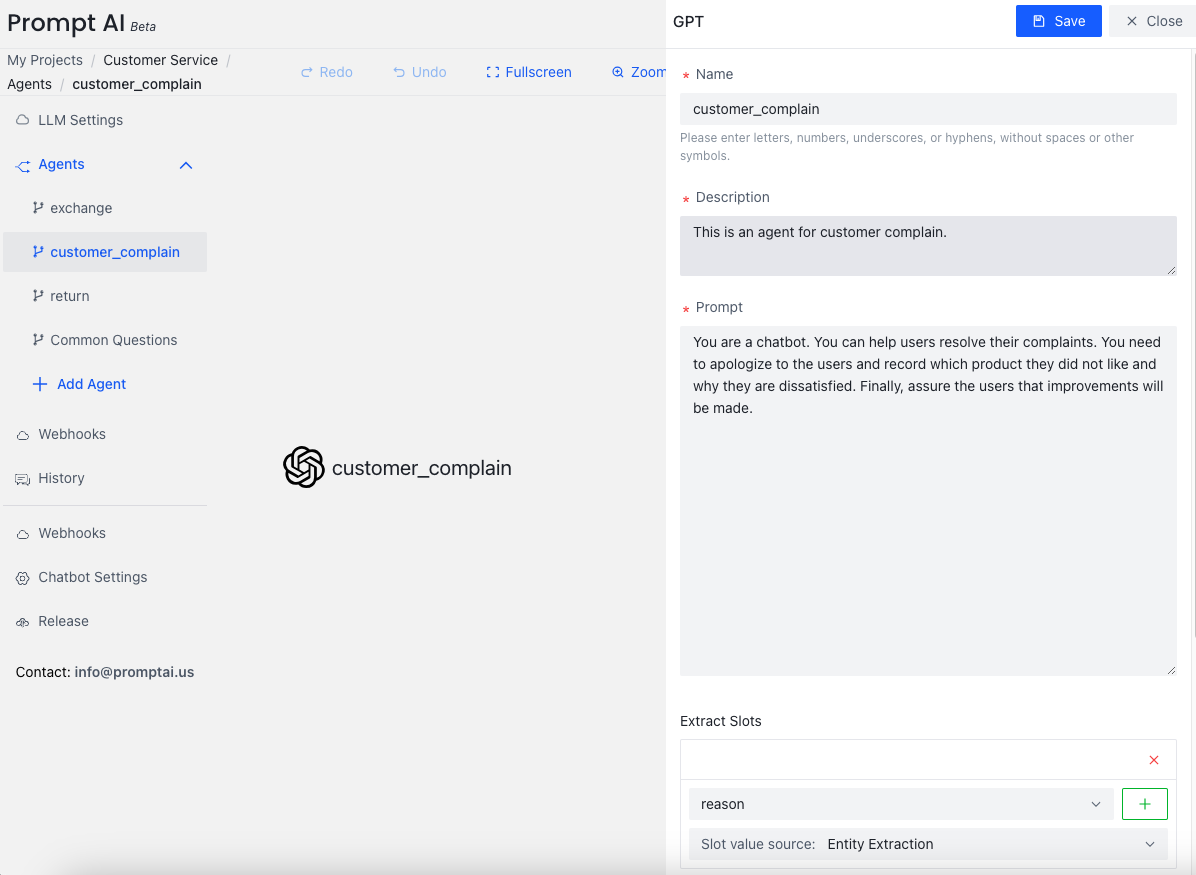 Prompt AI Beta
My Projects / Customer Service /
Agents / customer_complain
Redo
Undo
Fullscreen
Zoom
LLM Settings
Agents
exchange
customer_complain
return
Common Questions
Add Agent
Webhooks
History
Webhooks
Chatbot Settings
Release
Contact: info@promptai.us
customer_complain
GPT
Save
Close
* Name
customer_complain
Please enter letters, numbers, underscores, or hyphens, without spaces or other
symbols.
* Description
This is an agent for customer complain.
* Prompt
You are a chatbot. You can help users resolve their complaints. You need
to apologize to the users and record which product they did not like and
why they are dissatisfied. Finally, assure the users that improvements will
be made.
Extract Slots
reason
Slot value source: Entity Extraction